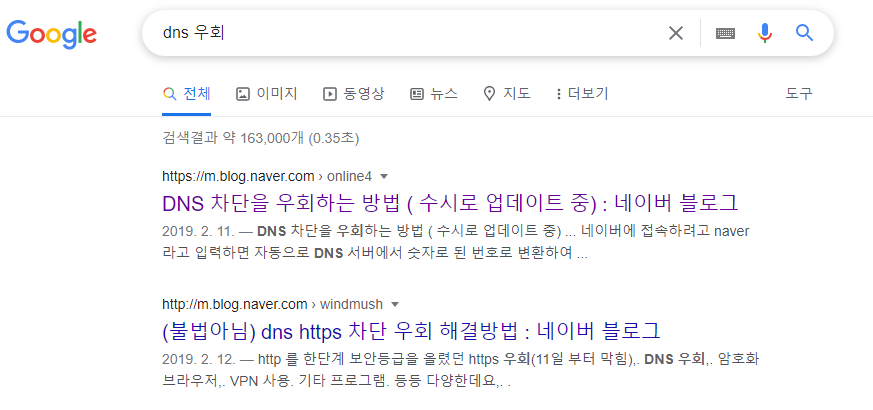 Google
dns 우회
전체 이미지 동영상 뉴스 지도 더보기 도구
검색결과 약 163,000개 (0.35초)
https://m.blog.naver.com › online4
DNS 차단을 우회하는 방법 ( 수시로 업데이트 중) : 네이버 블로그
2019. 2. 11. — DNS 차단을 우회하는 방법 ( 수시로 업데이트 중) ... 네이버에 접속하려고 naver
라고 입력하면 자동으로 DNS 서버에서 숫자로 된 번호로 변환하여 ...
http://m.blog.naver.com › windmush
(불법아님) dns https 차단 우회 해결방법 : 네이버 블로그
2019. 2. 12. — http 를 한단계 보안등급을 올렸던 https 우회(11일 부터 막힘),. DNS 우회,. 암호화
브라우저,. VPN 사용. 기타 프로그램. 등등 다양한데요,. .